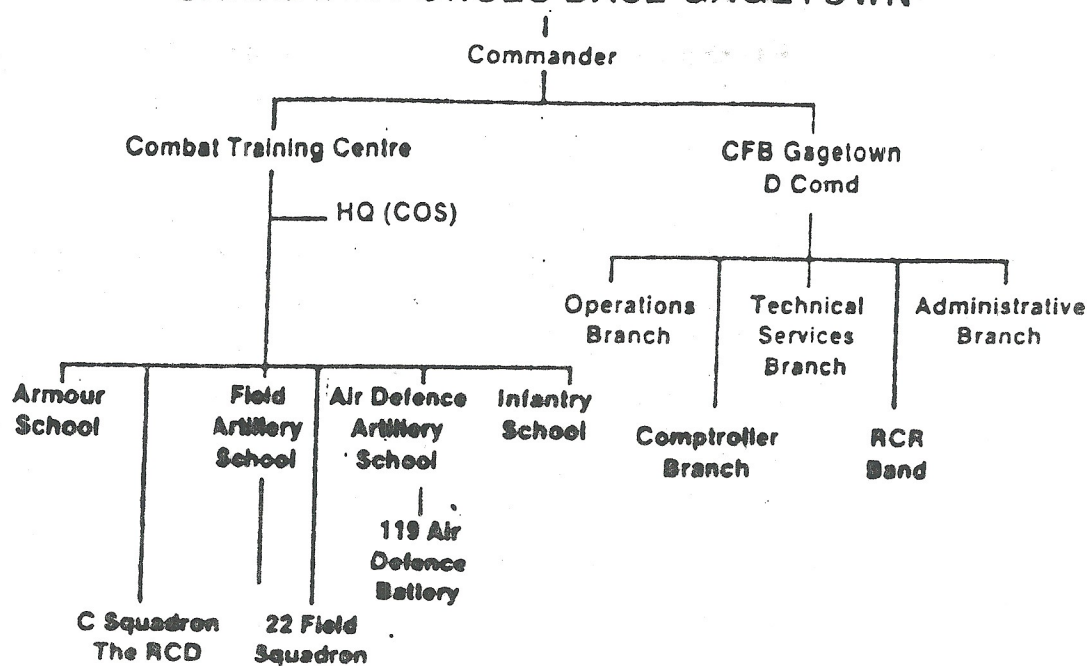 Commander
Combat Training Centre
CFB Gagetown
D Comd
HQ (COS)
Operations
Branch
Technical
Services
Branch
Administrative
Branch
Comptroller
Branch
RCR
Band
Armour
School
Field
Artillery
School
Air Defence
Artillery
School
Infantry
School
119 Air
Defence
Battery
C Squadron
The RCD
22 Field
Squadron